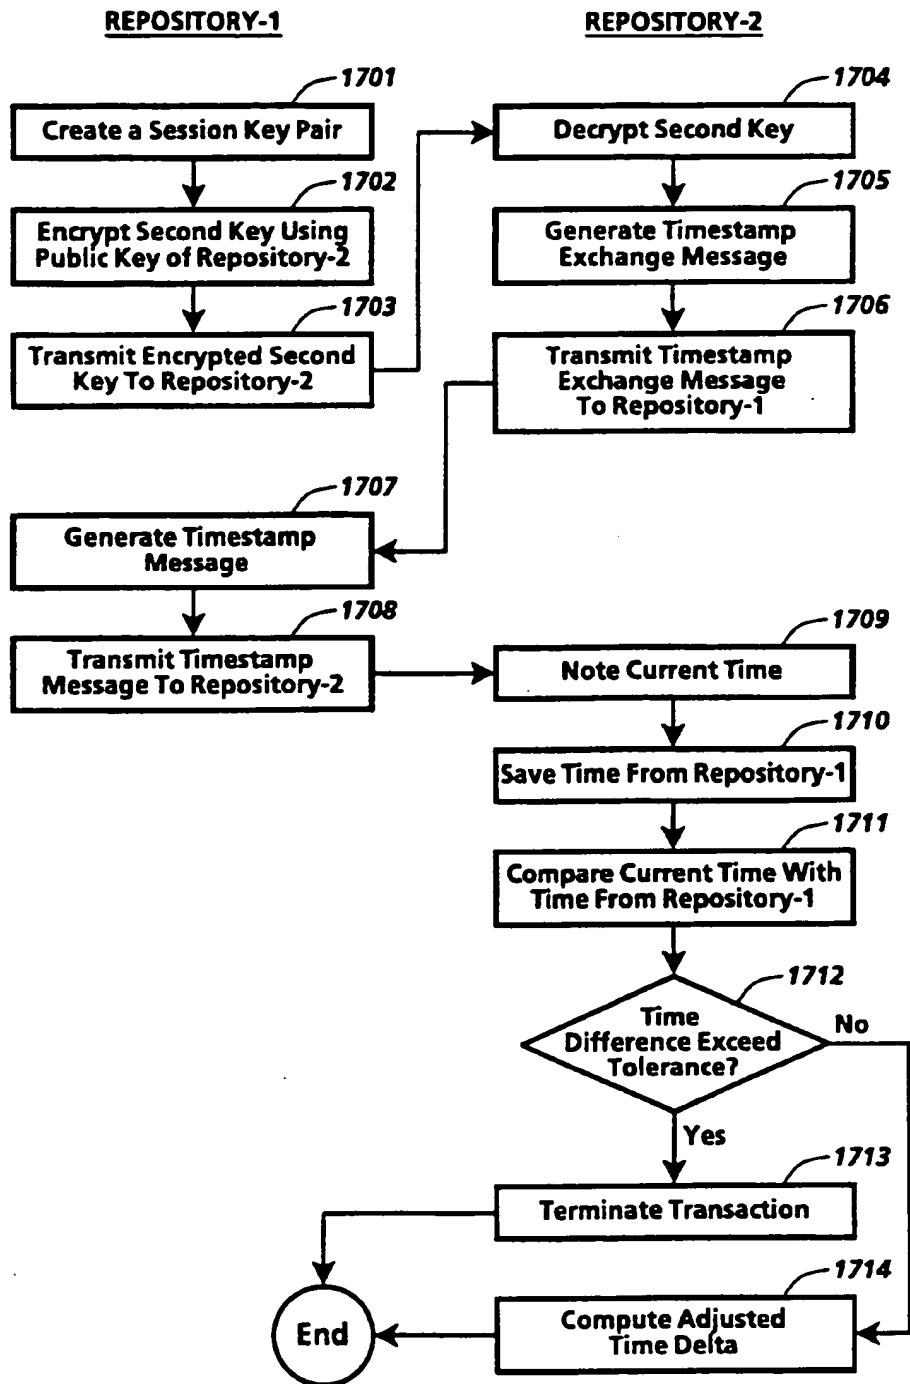 REPOSITORY-1
REPOSITORY-2
1701
Create a Session Key Pair
1702
Encrypt Second Key Using
Public Key of Repository-2
1703
Transmit Encrypted Second
Key To Repository-2
1704
Decrypt Second Key
1705
Generate Timestamp
Exchange Message
1706
Transmit Timestamp
Exchange Message
To Repository-1
1707
Generate Timestamp
Message
1708
Transmit Timestamp
Message To Repository-2
1709
Note Current Time
1710
Save Time From Repository-1
1711
Compare Current Time With
Time From Repository-1
1712
Time
Difference Exceed
Tolerance?
No
Yes
1713
Terminate Transaction
1714
Compute Adjusted
Time Delta
End